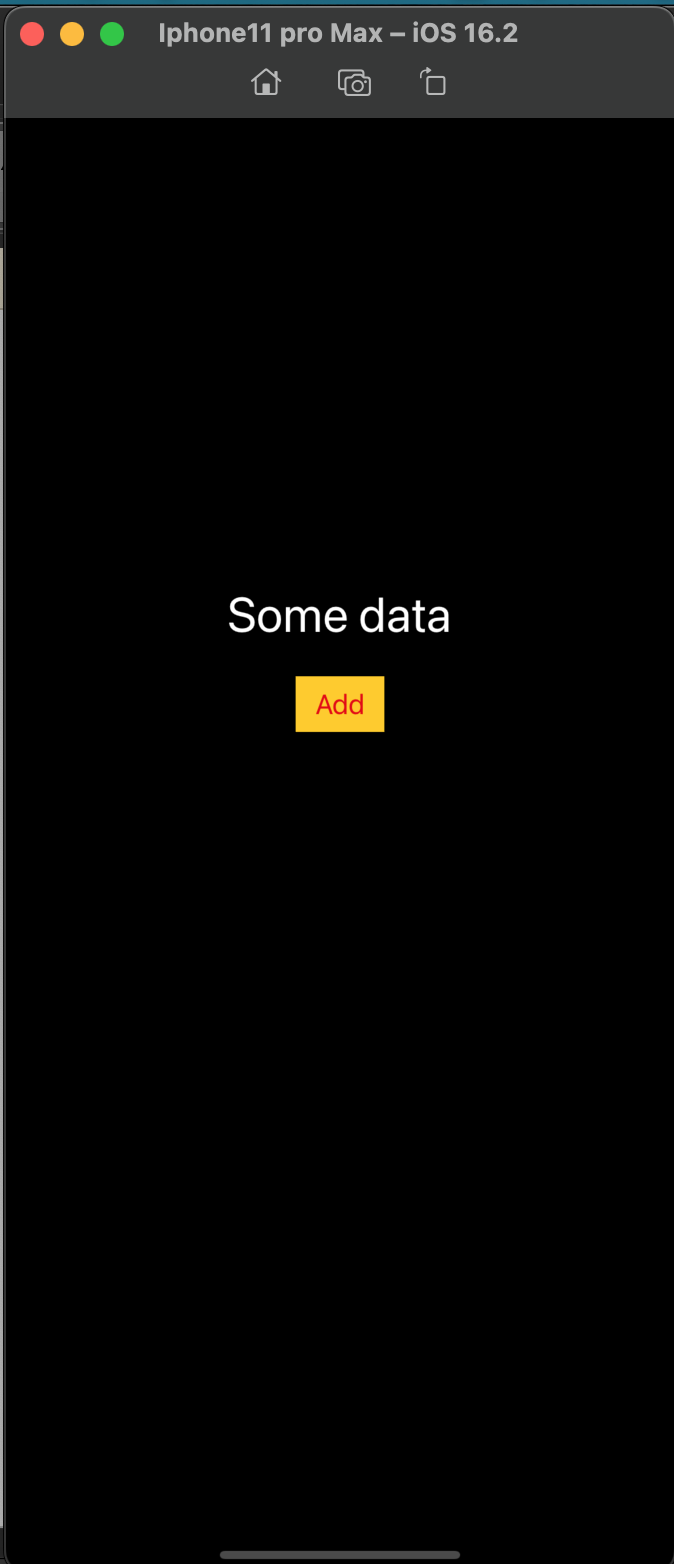 Iphone11 pro Max – iOS 16.2
Some data
Add